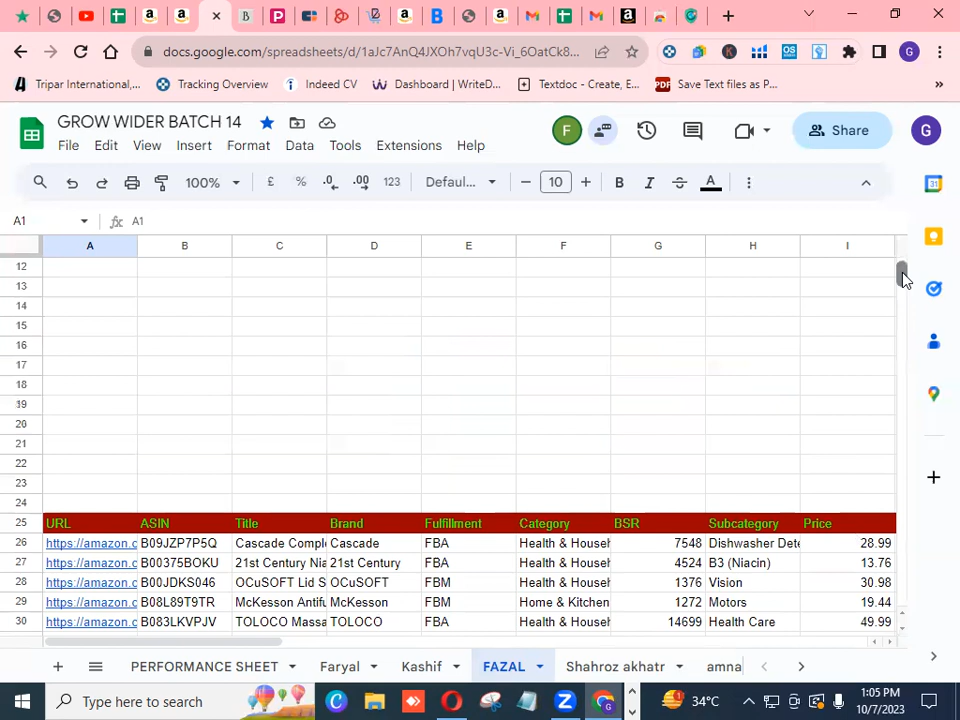 docs.google.com/spreadsheets/d/1aJc7AnQ4JXOh7vqU3c-Vi_6OatCk8...
G
Tripar International,...
Tracking Overview
Indeed CV
Dashboard | WriteD...
Textdoc - Create, E...
PDF
Save Text files as P...
»
GROW WIDER BATCH 14
F
Share
G
File Edit View Insert Format Data Tools Extensions Help
100% £ % .0 .00 123 Defaul... − 10 + B I S A
A1 fx A1
A B C D E F G H I
12
13
14
15
16
17
18
19
20
21
22
23
24
25 URL ASIN Title Brand Fulfillment Category BSR Subcategory Price
26 https://amazon.c B09JZP7P5Q Cascade Compl Cascade FBA Health & Househ 7548 Dishwasher Dete 28.99
27 https://amazon.c B00375BOKU 21st Century Nia 21st Century FBA Health & Househ 4524 B3 (Niacin) 13.76
28 https://amazon.c B00JDKS046 OCuSOFT Lid S OCuSOFT FBM Health & Househ 1376 Vision 30.98
29 https://amazon.c B08L89T9TR McKesson Antifu McKesson FBM Home & Kitchen 1272 Motors 19.44
30 https://amazon.c B083LKVPJV TOLOCO Massa TOLOCO FBA Health & Househ 14699 Health Care 49.99
PERFORMANCE SHEET Faryal Kashif FAZAL Shahroz akhatr amna
Type here to search
34°C
1:05 PM
10/7/2023